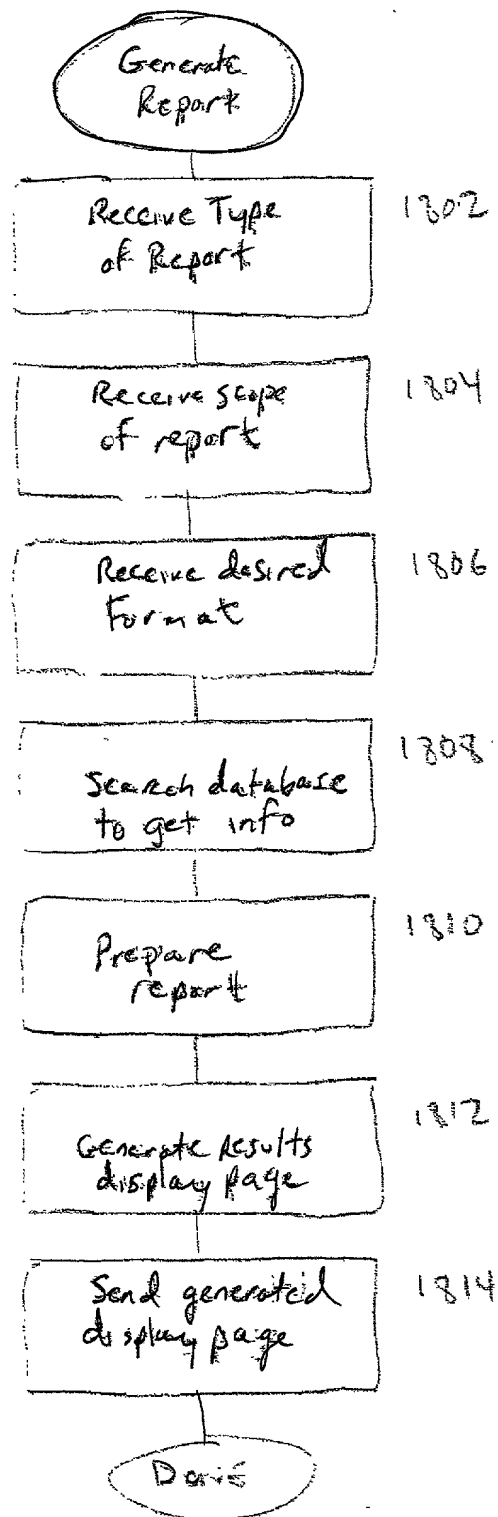 Generate
Report
Receive Type
of Report
1802
Receive scope
of report
1804
Receive desired
Format
1806
Search database
to get info
1808
Prepare
report
1810
Generate Results
display page
1812
Send generated
display page
1814
Done